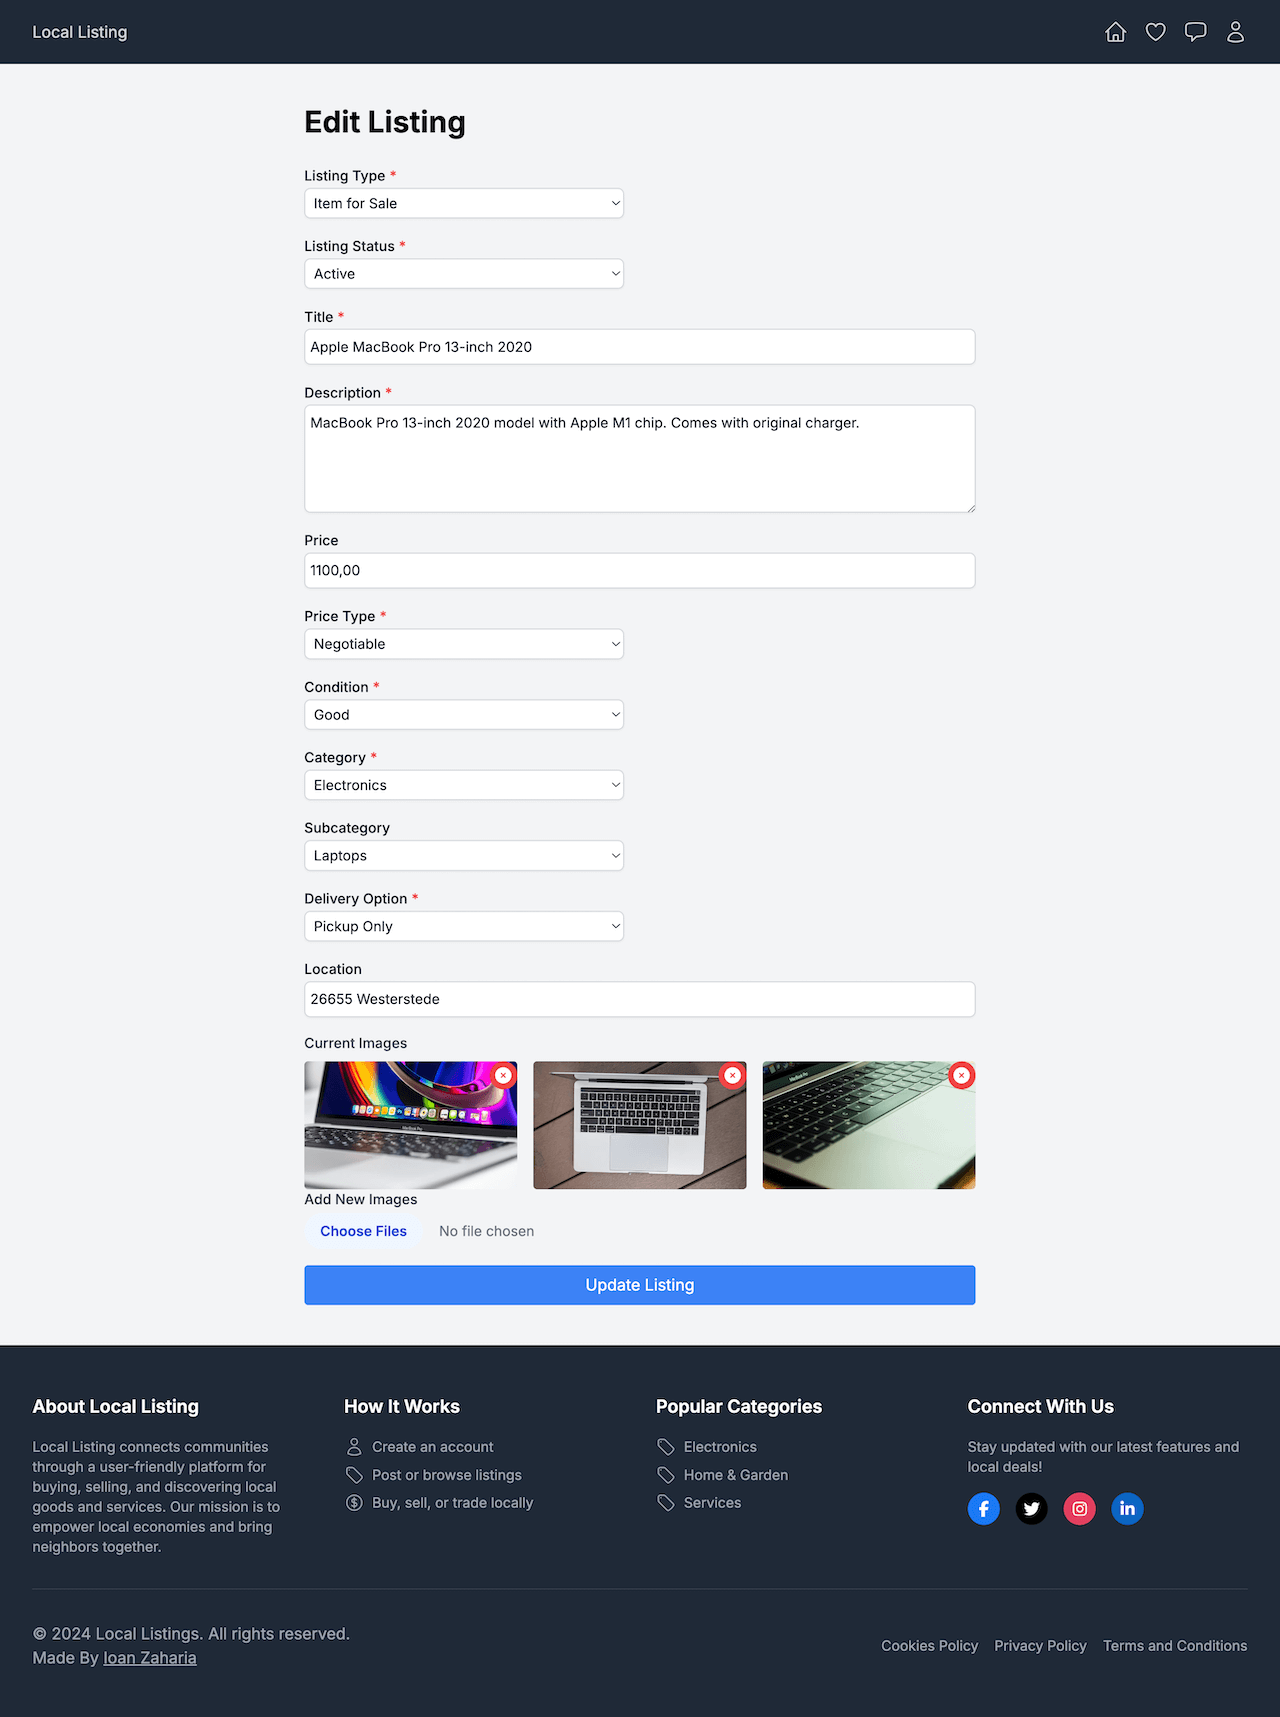 Local Listing
Edit Listing
Listing Type *
Item for Sale
Listing Status *
Active
Title *
Apple MacBook Pro 13-inch 2020
Description *
MacBook Pro 13-inch 2020 model with Apple M1 chip. Comes with original charger.
Price
1100,00
Price Type *
Negotiable
Condition *
Good
Category *
Electronics
Subcategory
Laptops
Delivery Option *
Pickup Only
Location
26655 Westerstede
Current Images
MacBook Pro
Add New Images
Choose Files No file chosen
Update Listing
About Local Listing
Local Listing connects communities
through a user-friendly platform for
buying, selling, and discovering local
goods and services. Our mission is to
empower local economies and bring
neighbors together.
How It Works
Create an account
Post or browse listings
Buy, sell, or trade locally
Popular Categories
Electronics
Home & Garden
Services
Connect With Us
Stay updated with our latest features and
local deals!
© 2024 Local Listings. All rights reserved.
Made By Ioan Zaharia
Cookies Policy Privacy Policy Terms and Conditions